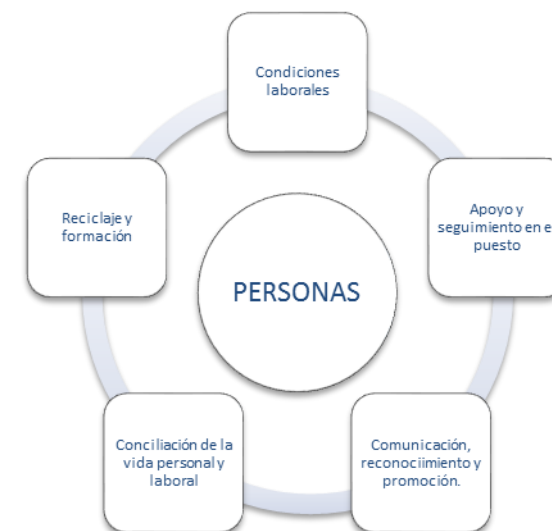 Condiciones
laborales
Apoyo y
seguimiento en e
puesto
PERSONAS
Reciclaje y
formación
Comunicación,
reconociimiento y
promoción.
Conciliación de la
vida personal y
laboral